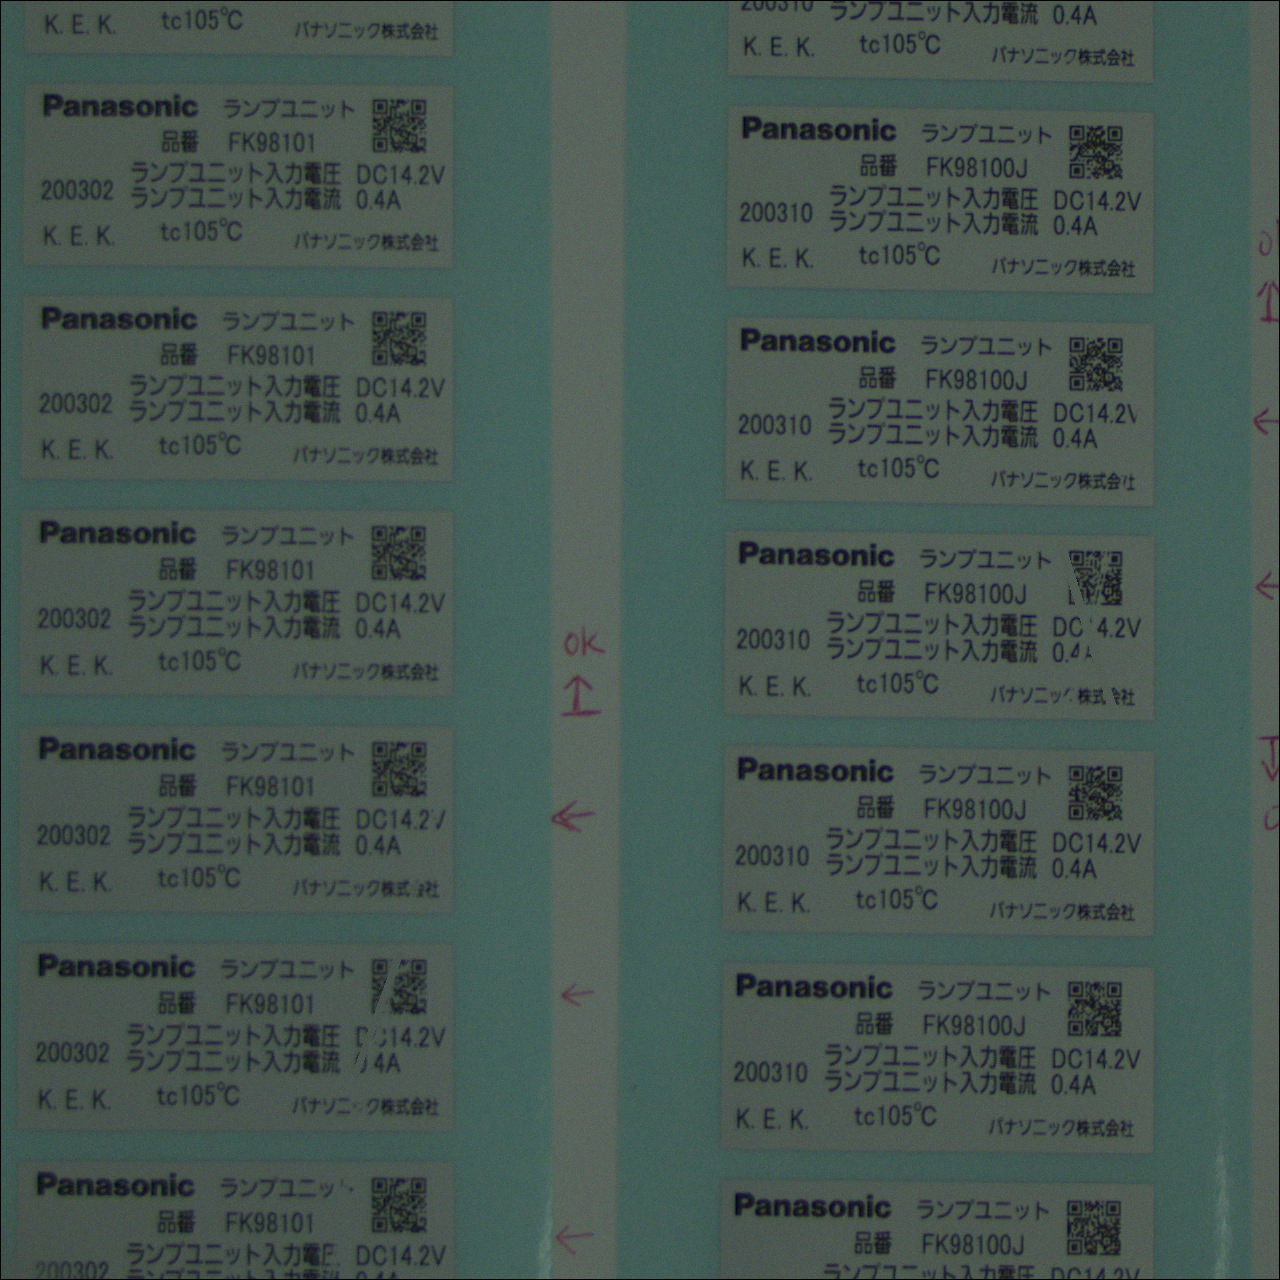 K. E. K. tc105℃ パナソニック株式会社
Panasonic ランプユニット
品番 FK98101
ランプユニット入力電圧 DC14.2V
200302 ランプユニット入力電流 0.4A
K. E. K. tc105℃ パナソニック株式会社
Panasonic ランプユニット
品番 FK98101
ランプユニット入力電圧 DC14.2V
200302 ランプユニット入力電流 0.4A
K. E. K. tc105℃ パナソニック株式会社
Panasonic ランプユニット
品番 FK98101
ランプユニット入力電圧 DC14.2V
200302 ランプユニット入力電流 0.4A
K. E. K. tc105℃ パナソニック株式会社
Panasonic ランプユニット
品番 FK98101
ランプユニット入力電圧 DC14.2V
200302 ランプユニット入力電流 0.4A
K. E. K. tc105℃ パナソニック株式会社
Panasonic ランプユニット
品番 FK98101
ランプユニット入力電圧 DC14.2V
200302 ランプユニット入力電流 4A
K. E. K. tc105℃ パナソニック株式会社
Panasonic ランプユニット
品番 FK98101
ランプユニット入力電圧 DC14.2V
200302
OK
200310 ランプユニット入力電流 0.4A
K. E. K. tc105℃ パナソニック株式会社
Panasonic ランプユニット
品番 FK98100J
ランプユニット入力電圧 DC14.2V
200310 ランプユニット入力電流 0.4A
K. E. K. tc105℃ パナソニック株式会社
Panasonic ランプユニット
品番 FK98100J
ランプユニット入力電圧 DC14.2V
200310 ランプユニット入力電流 0.4A
K. E. K. tc105℃ パナソニック株式会社
Panasonic ランプユニット
品番 FK98100J
ランプユニット入力電圧 DC 4.2V
200310 ランプユニット入力電流 0.4A
K. E. K. tc105℃ パナソニック株式会社
Panasonic ランプユニット
品番 FK98100J
ランプユニット入力電圧 DC14.2V
200310 ランプユニット入力電流 0.4A
K. E. K. tc105℃ パナソニック株式会社
Panasonic ランプユニット
品番 FK98100J
ランプユニット入力電圧 DC14.2V
200310 ランプユニット入力電流 0.4A
K. E. K. tc105℃ パナソニック株式会社
Panasonic ランプユニット
品番 FK98100J
ランプユニット入力電圧 DC14.2V